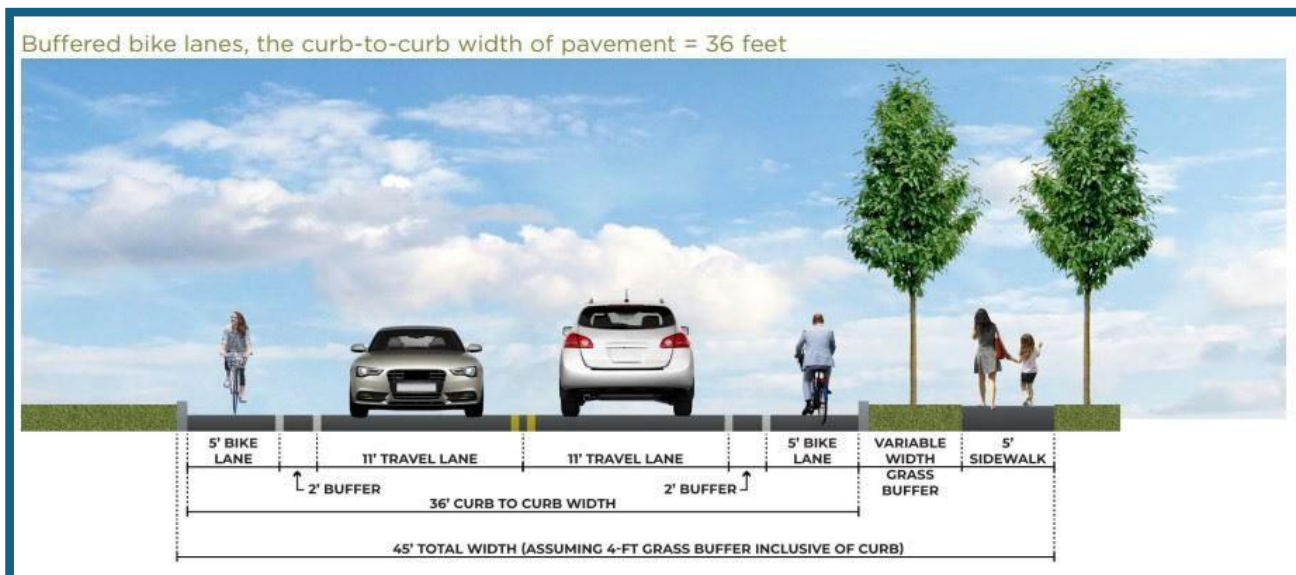 Buffered bike lanes, the curb-to-curb width of pavement = 36 feet
5' BIKE
LANE
2' BUFFER
11' TRAVEL LANE
11' TRAVEL LANE
2' BUFFER
5' BIKE
LANE
VARIABLE
WIDTH
GRASS
BUFFER
5'
SIDEWALK
36' CURB TO CURB WIDTH
45' TOTAL WIDTH (ASSUMING 4-FT GRASS BUFFER INCLUSIVE OF CURB)